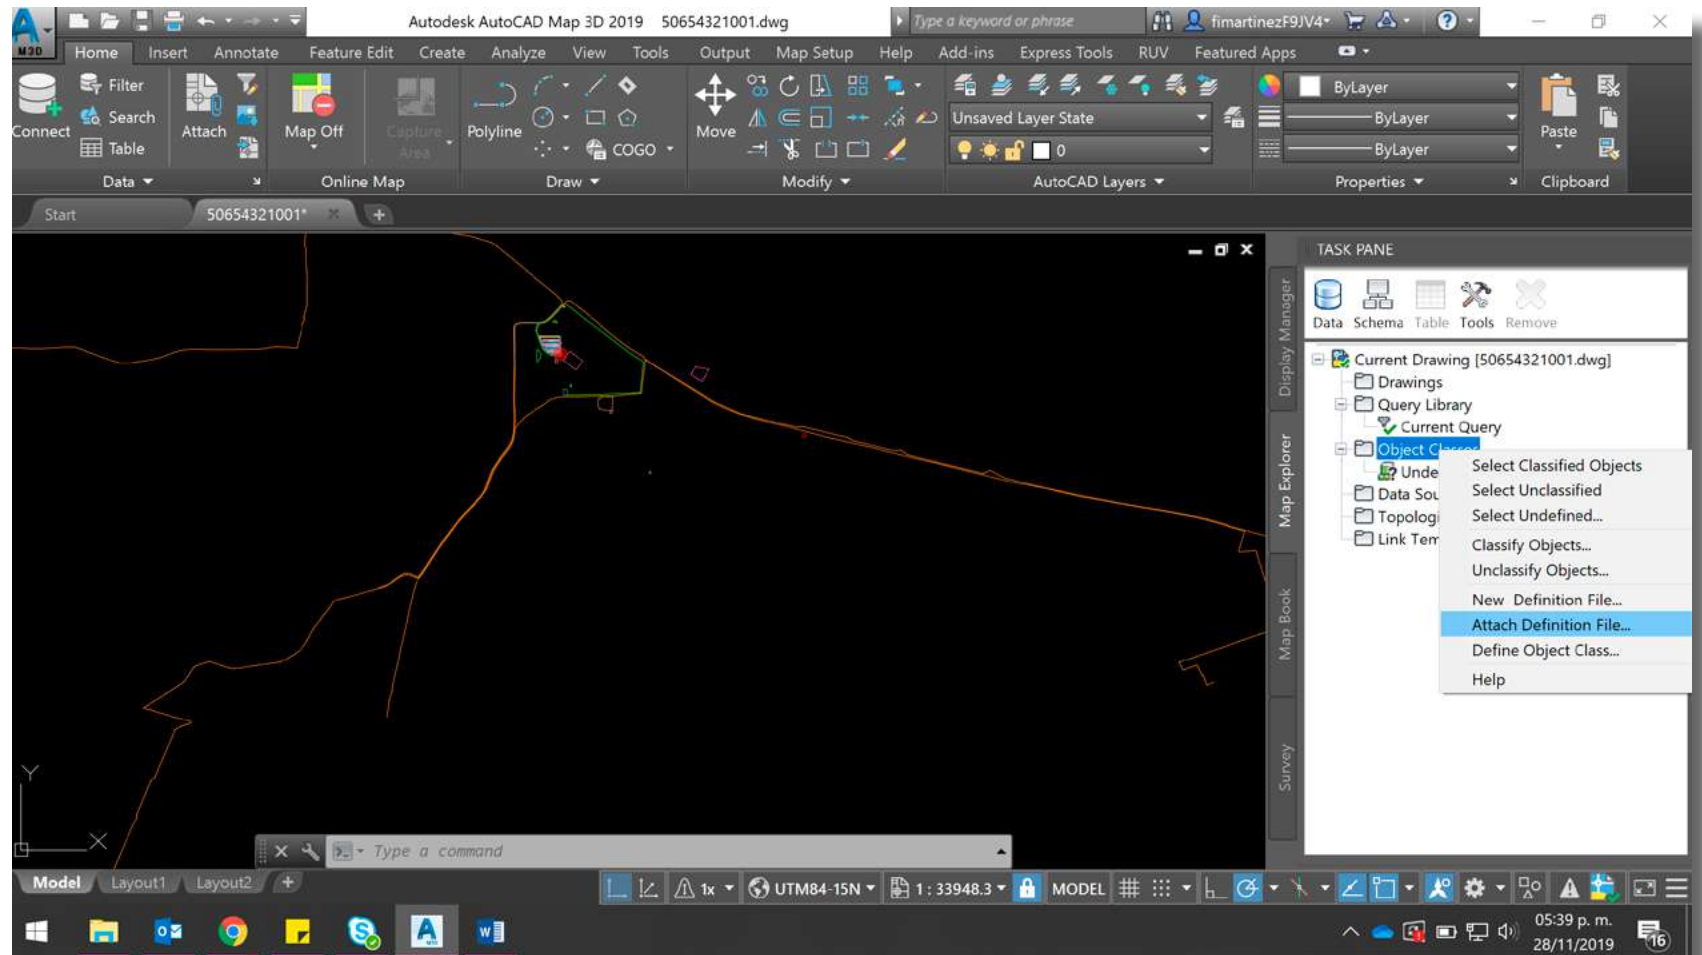 Autodesk AutoCAD Map 3D 2019 50654321001.dwg
Type a keyword or phrase
fimartinezF9JV4
M3D
Home Insert Annotate Feature Edit Create Analyze View Tools Output Map Setup Help Add-ins Express Tools RUV Featured Apps
Connect
Filter
Search
Table
Attach
Map Off
Capture
Area
Polyline
COGO
Move
Unsaved Layer State
0
ByLayer
ByLayer
ByLayer
Paste
Data
Online Map
Draw
Modify
AutoCAD Layers
Properties
Clipboard
Start
50654321001*
TASK PANE
Display Manager
Map Explorer
Map Book
Survey
Data Schema Table Tools Remove
Current Drawing [50654321001.dwg]
Drawings
Query Library
Current Query
Object Classes
Unde
Data Sou
Topologi
Link Tem
Select Classified Objects
Select Unclassified
Select Undefined...
Classify Objects...
Unclassify Objects...
New Definition File...
Attach Definition File...
Define Object Class...
Help
Y
X
Type a command
Model Layout1 Layout2
1x
UTM84-15N
1 : 33948.3
MODEL
05:39 p. m.
28/11/2019
16